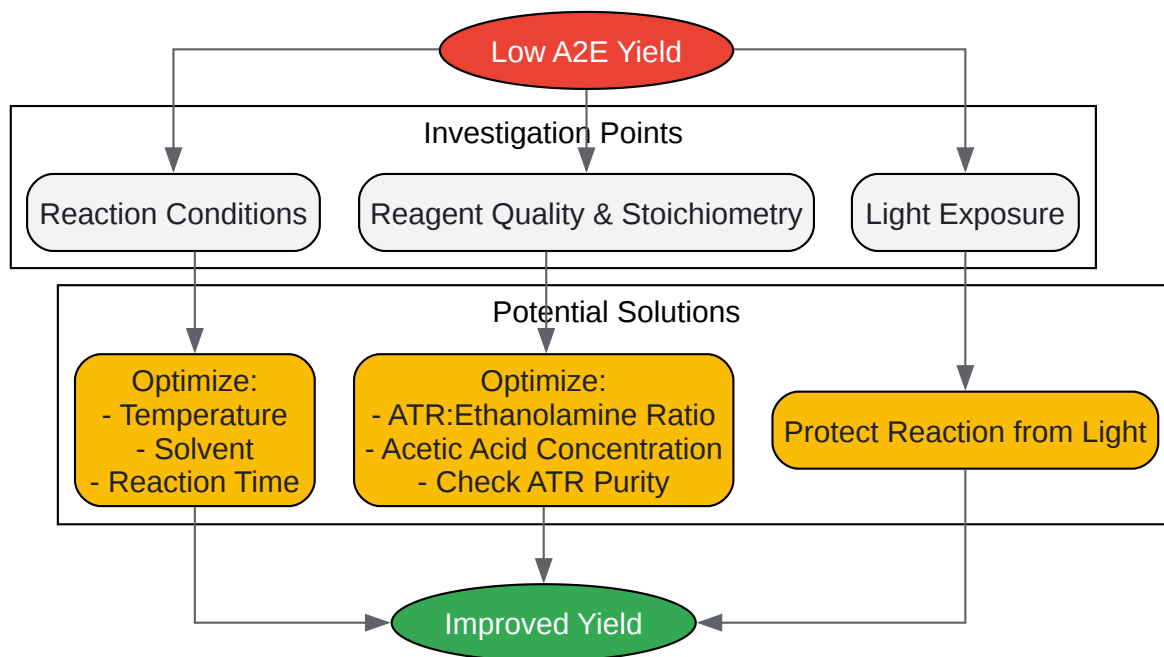 Low A2E Yield
Investigation Points
Reaction Conditions
Reagent Quality & Stoichiometry
Light Exposure
Potential Solutions
Optimize:
- Temperature
- Solvent
- Reaction Time
Optimize:
- ATR:Ethanolamine Ratio
- Acetic Acid Concentration
- Check ATR Purity
Protect Reaction from Light
Improved Yield